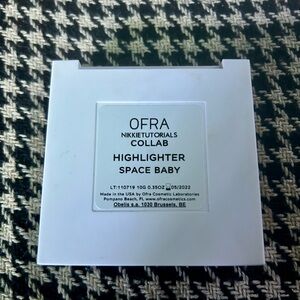 OFRA
NIKKIETUTORIALS
COLLAB
HIGHLIGHTER
SPACE BABY
LT:110719 10G 0.35OZ 05/2022
Made in the USA by Ofra Cosmetic Laboratories
Pompano Beach, FL www.ofracosmetics.com
Obelis s.a. 1030 Brussels, BE